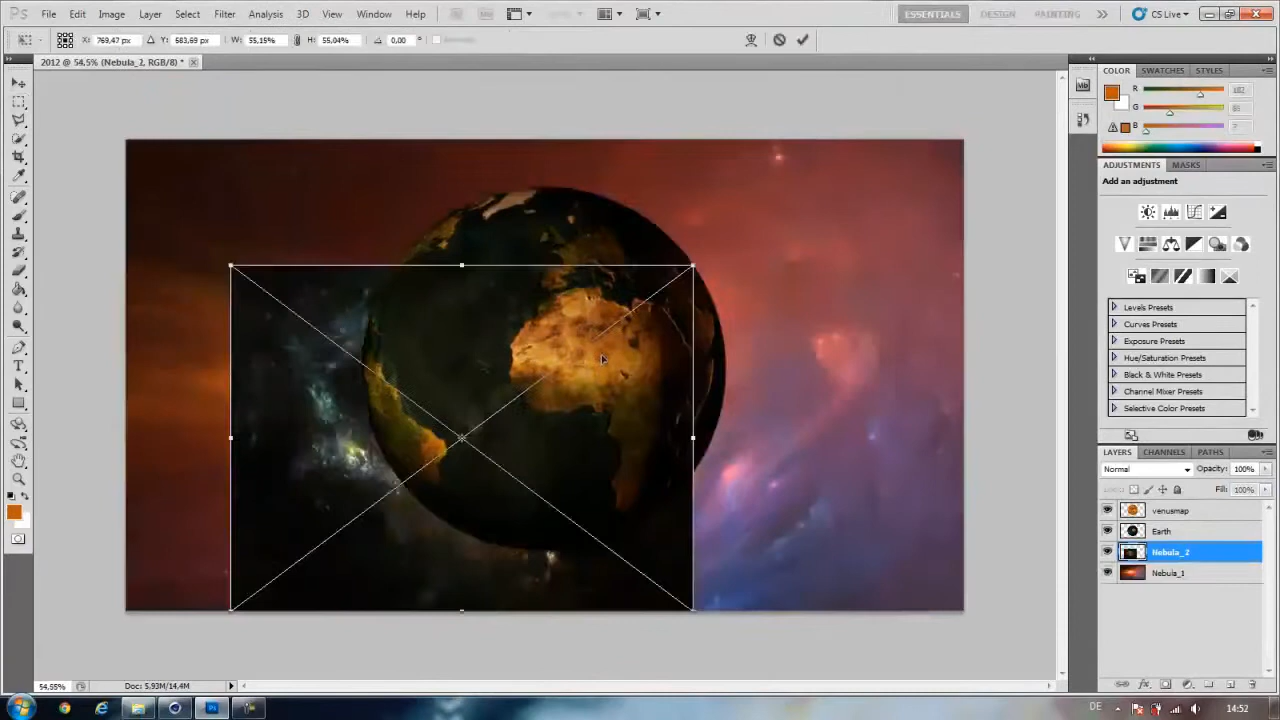 Ps File Edit Image Layer Select Filter Analysis 3D View Window Help ESSENTIALS DESIGN PAINTING CS Live
X: 769,47 px Y: 583,69 px W: 55,15% H: 55,04% 0,00 °
2012 @ 54,5% (Nebula_2, RGB/8) *
COLOR SWATCHES STYLES
R
G
B
ADJUSTMENTS MASKS
Add an adjustment
Levels Presets
Curves Presets
Exposure Presets
Hue/Saturation Presets
Black & White Presets
Channel Mixer Presets
Selective Color Presets
LAYERS CHANNELS PATHS
Normal Opacity: 100%
Fill: 100%
venusmap
Earth
Nebula_2
Nebula_1
54,55% Doc: 5,93M/14,4M
DE 14:52